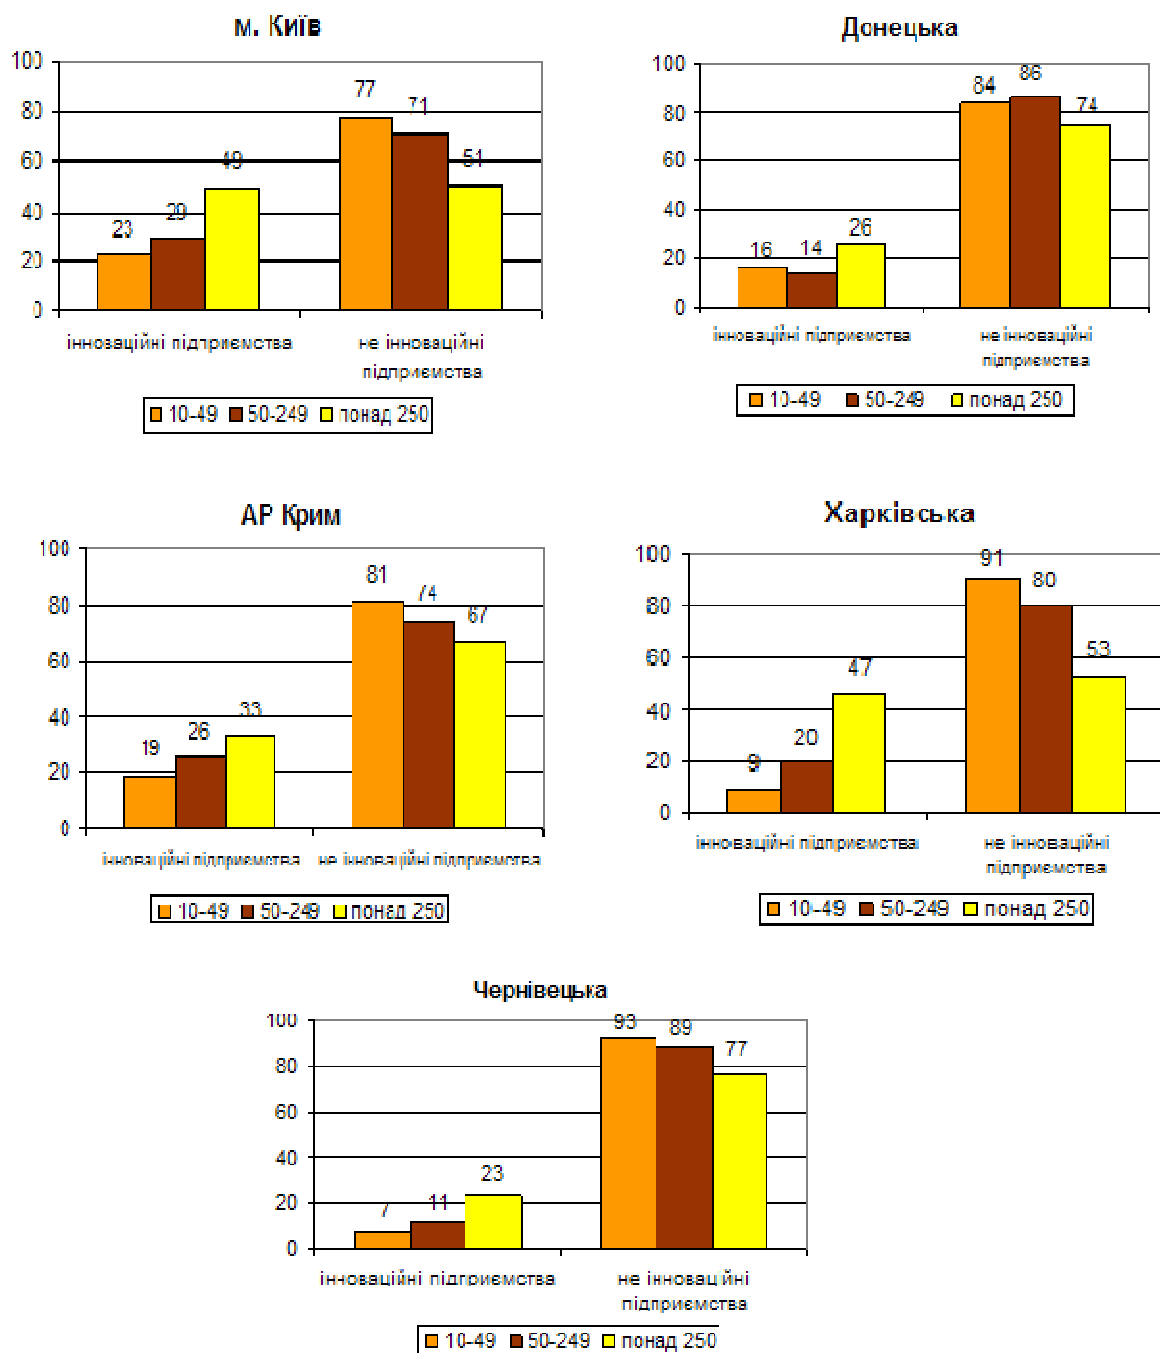 м. Київ
100
80
60
40
20
0
77
71
51
49
29
23
інноваційні підприємства
не інноваційні
підприємства
10-49 50-249 понад 250
Донецька
100
80
60
40
20
0
84
86
74
16
14
26
інноваційні підприємства
не інноваційні
підприємства
10-49 50-249 понад 250
АР Крим
100
80
60
40
20
0
81
74
67
19
26
33
інноваційні підприємства
не інноваційні підприємства
10-49 50-249 понад 250
Харківська
100
80
60
40
20
0
91
80
53
9
20
47
інноваційні підприємства
не інноваційні
підприємства
10-49 50-249 понад 250
Чернівецька
100
80
60
40
20
0
93
89
77
7
11
23
інноваційні підприємства
не інноваційні
підприємства
10-49 50-249 понад 250